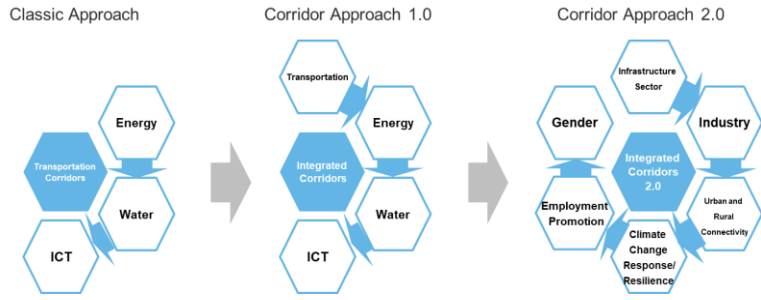 Classic Approach
Corridor Approach 1.0
Corridor Approach 2.0
Energy
Transportation
Corridors
Water
ICT
Transportation
Energy
Integrated
Corridors
Water
ICT
Infrastructure
Sector
Gender
Industry
Integrated
Corridors
2.0
Employment
Promotion
Urban and
Rural
Connectivity
Climate
Change
Response/
Resilience